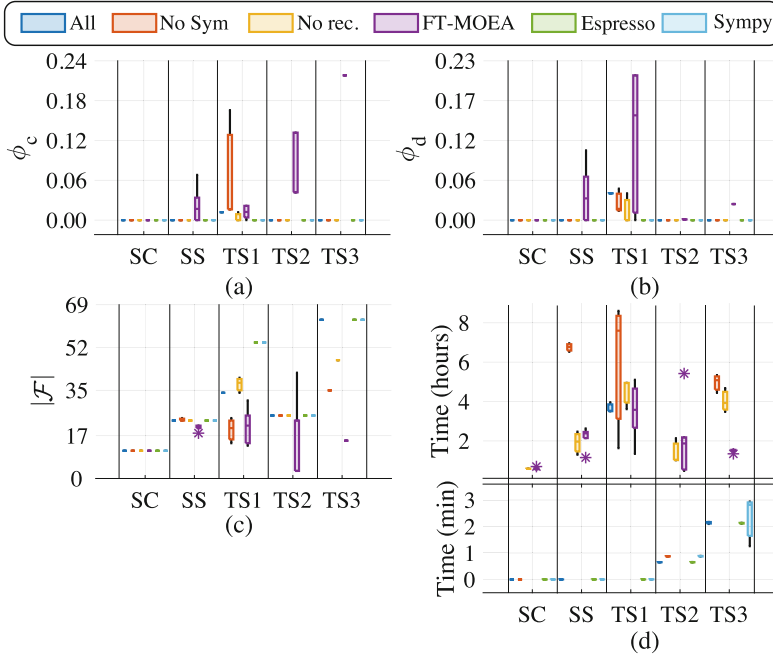 All No Sym No rec. FT-MOEA Espresso Sympy
0.24
0.18
0.12
0.06
0.00
ϕc
SC SS TS1 TS2 TS3
(a)
0.23
0.17
0.12
0.06
0.00
ϕd
SC SS TS1 TS2 TS3
(b)
69
52
35
17
0
|ℱ|
SC SS TS1 TS2 TS3
(c)
8
6
4
2
Time (hours)
3
2
1
0
Time (min)
SC SS TS1 TS2 TS3
(d)